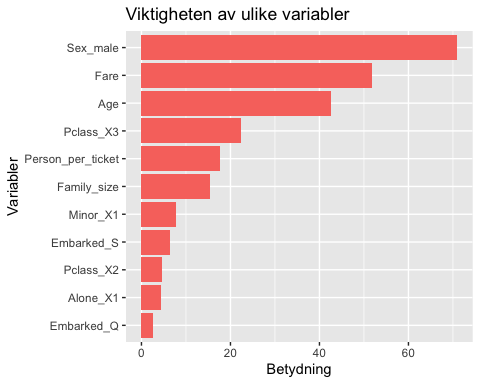 Viktigheten av ulike variabler
Variabler
Sex_male
Fare
Age
Pclass_X3
Person_per_ticket
Family_size
Minor_X1
Embarked_S
Pclass_X2
Alone_X1
Embarked_Q
0 20 40 60
Betydning